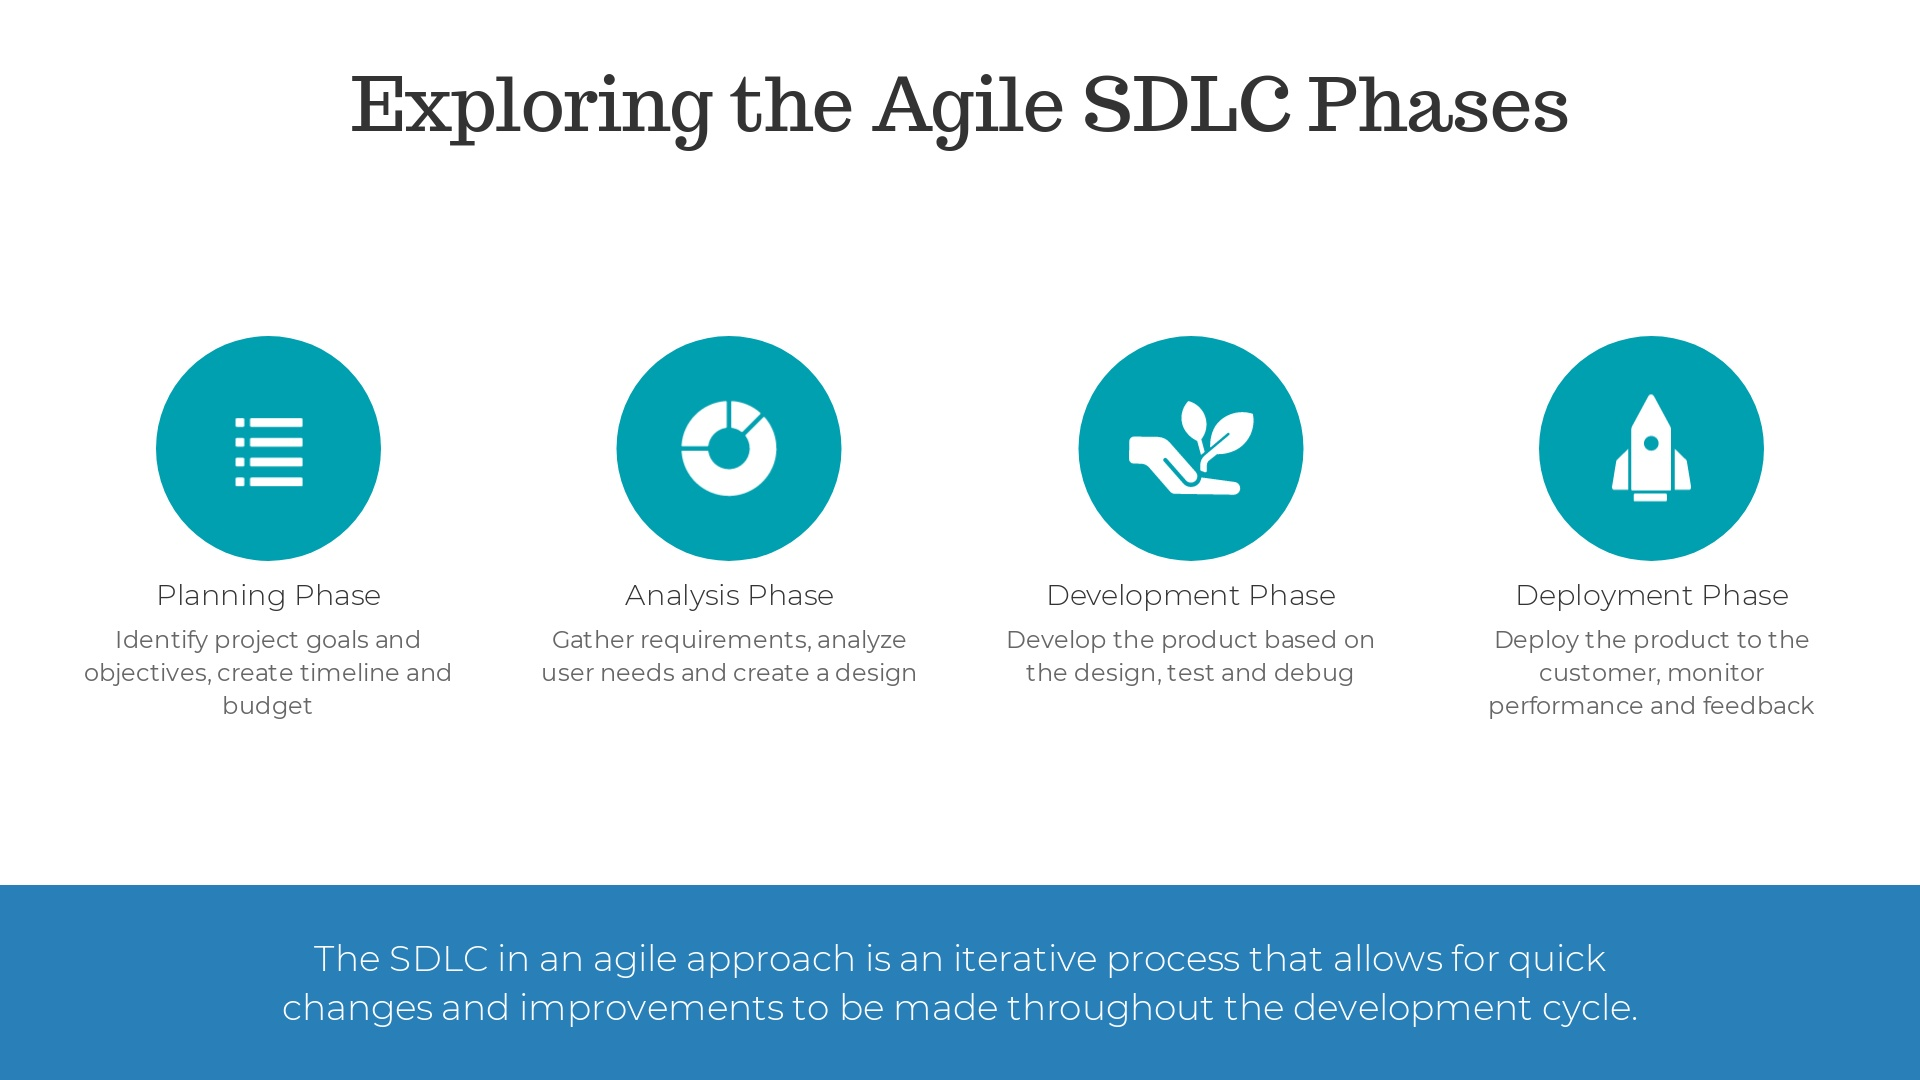 Exploring the Agile SDLC Phases
Planning Phase
Identify project goals and
objectives, create timeline and
budget
Analysis Phase
Gather requirements, analyze
user needs and create a design
Development Phase
Develop the product based on
the design, test and debug
Deployment Phase
Deploy the product to the
customer, monitor
performance and feedback
The SDLC in an agile approach is an iterative process that allows for quick
changes and improvements to be made throughout the development cycle.